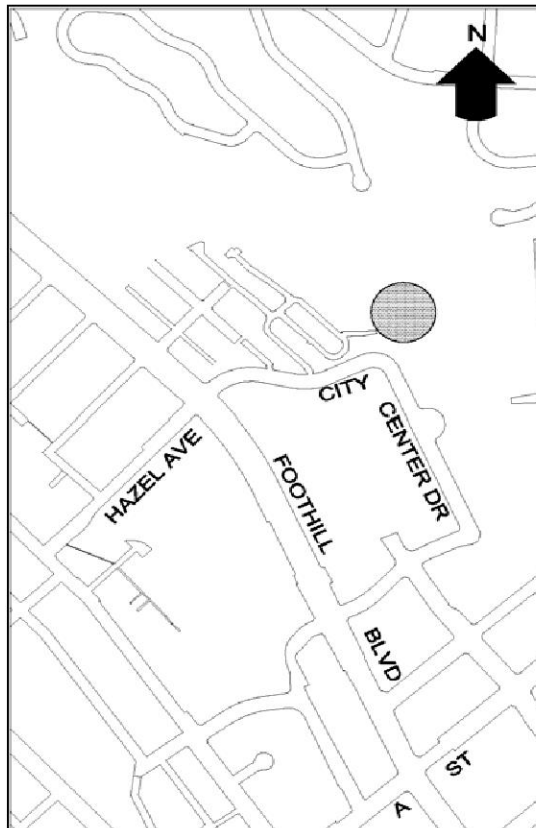 N
CITY
CENTER DR
HAZEL AVE
FOOTHILL
BLVD
A ST